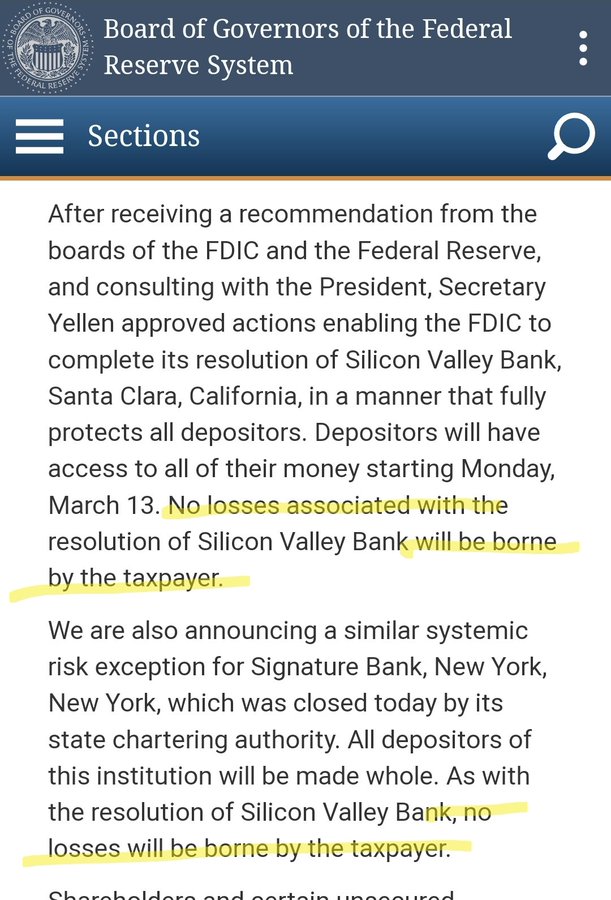 Board of Governors of the Federal
Reserve System
Sections
After receiving a recommendation from the
boards of the FDIC and the Federal Reserve,
and consulting with the President, Secretary
Yellen approved actions enabling the FDIC to
complete its resolution of Silicon Valley Bank,
Santa Clara, California, in a manner that fully
protects all depositors. Depositors will have
access to all of their money starting Monday,
March 13. No losses associated with the
resolution of Silicon Valley Bank will be borne
by the taxpayer.
We are also announcing a similar systemic
risk exception for Signature Bank, New York,
New York, which was closed today by its
state chartering authority. All depositors of
this institution will be made whole. As with
the resolution of Silicon Valley Bank, no
losses will be borne by the taxpayer.
Shareholders and certain unsecured